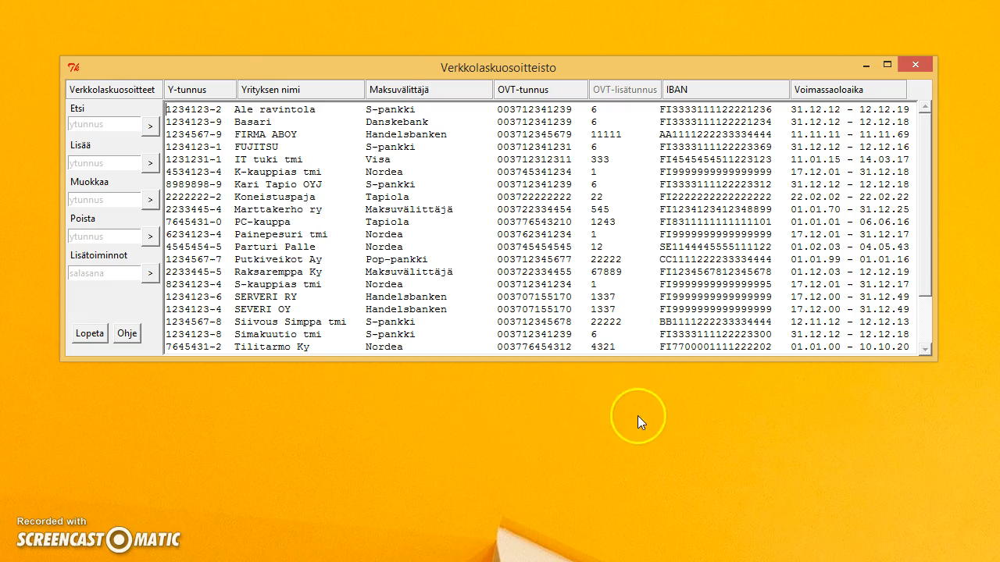 Verkkolaskuosoitteisto
Verkkolaskuosoitteet Y-tunnus Yrityksen nimi Maksuvälittäjä OVT-tunnus OVT-lisätunnus IBAN Voimassaoloaika
Etsi
ytunnus >
Lisää
ytunnus >
Muokkaa
ytunnus >
Poista
ytunnus >
Lisätoiminnot
salasana >
Lopeta Ohje
1234123-2 Ale ravintola S-pankki 003712341239 6 FI3333111122221236 31.12.12 - 12.12.19
1234123-9 Basari Danskebank 003712341239 6 FI3333111122221234 31.12.12 - 12.12.18
1234567-9 FIRMA ABOY Handelsbanken 003712345679 11111 AA1111222233334444 11.11.11 - 11.11.69
1234123-1 FUJITSU S-pankki 003712341231 6 FI3333111122223369 31.12.12 - 12.12.16
1231231-1 IT tuki tmi Visa 003712312311 333 FI4545454511223123 11.01.15 - 14.03.17
4534123-4 K-kauppias tmi Nordea 003745341234 1 FI9999999999999999 17.12.01 - 31.12.18
8989898-9 Kari Tapio OYJ S-pankki 003712341239 6 FI3333111122223312 31.12.12 - 12.12.18
2222222-2 Koneistuspaja Tapiola 003722222222 22 FI2222222222222222 22.02.02 - 22.02.22
2233445-4 Marttakerho ry Maksuvälittäjä 003722334454 545 FI1234123412348899 01.01.70 - 31.12.25
7645431-0 PC-kauppa Tapiola 003776543210 1243 FI8311111111111101 01.01.01 - 06.06.16
6234123-4 Painepesuri tmi Nordea 003762341234 1 FI9999999999999999 17.12.01 - 31.12.17
4545454-5 Parturi Palle Nordea 003745454545 12 SE1144445555111122 01.02.03 - 04.05.43
1234567-7 Putkiveikot Ay Pop-pankki 003712345677 22222 CC1111222233334444 01.01.99 - 01.01.16
2233445-5 Raksaremppa Ky Maksuvälittäjä 003722334455 67889 FI1234567812345678 01.12.03 - 12.12.19
8234123-4 S-kauppias tmi Nordea 003712341234 1 FI9999999999999995 17.12.01 - 31.12.17
1234123-6 SERVERI RY Handelsbanken 003707155170 1337 FI9999999999999999 17.12.00 - 31.12.49
1234123-4 SEVERI OY Handelsbanken 003707155170 1337 FI9999999999999999 17.12.00 - 31.12.49
1234567-8 Siivous Simppa tmi S-pankki 003712345678 22222 BB1111222233334444 12.11.12 - 12.12.13
1234123-8 Simakuutio tmi S-pankki 003712341239 6 FI3333111122223300 31.12.12 - 12.12.18
7645431-2 Tilitarmo Ky Nordea 003776454312 4321 FI7700001111222202 01.01.00 - 10.10.20
Recorded with
SCREENCAST MATIC